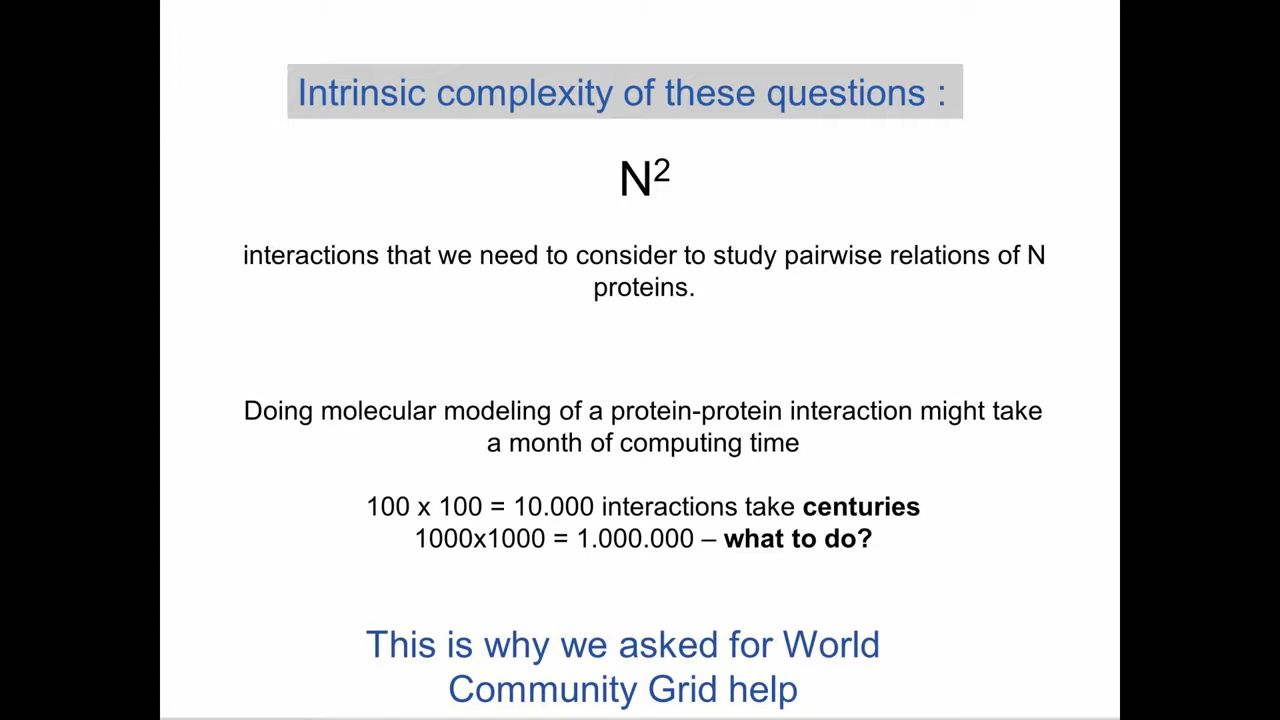 Intrinsic complexity of these questions :
N²
interactions that we need to consider to study pairwise relations of N
proteins.
Doing molecular modeling of a protein-protein interaction might take
a month of computing time
100 x 100 = 10.000 interactions take centuries
1000x1000 = 1.000.000 – what to do?
This is why we asked for World
Community Grid help